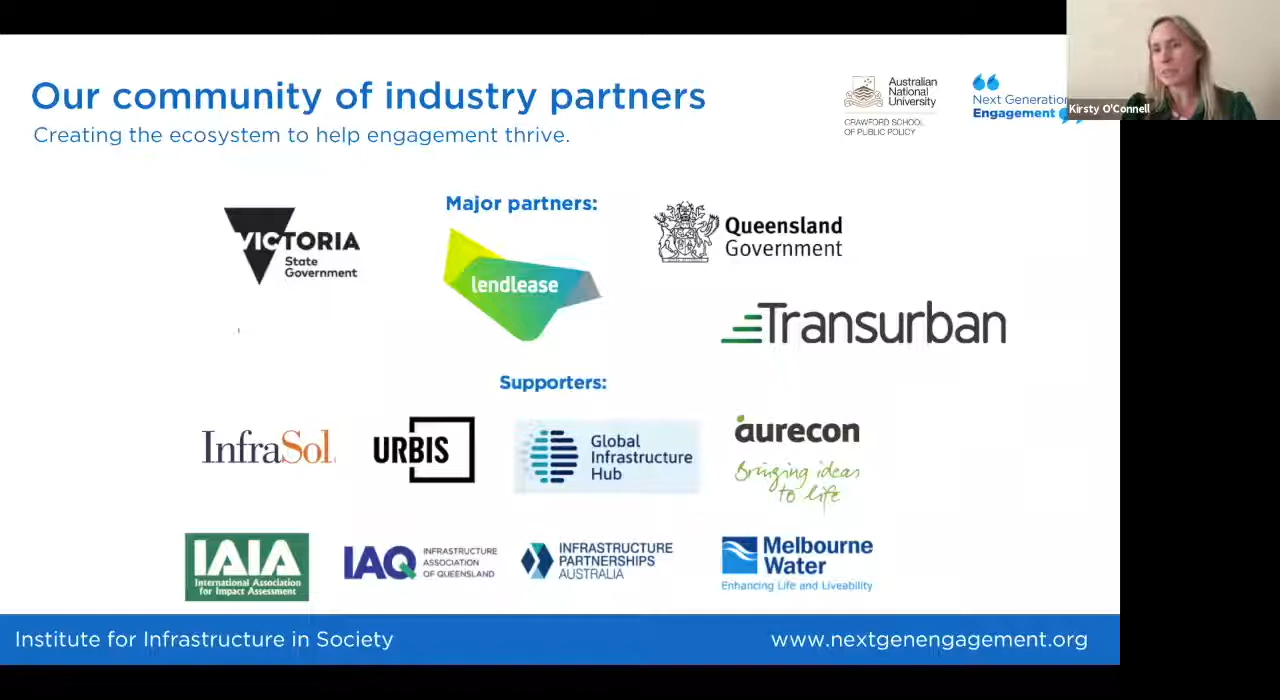 Our community of industry partners
Creating the ecosystem to help engagement thrive.
Australian
National
University
CRAWFORD SCHOOL
OF PUBLIC POLICY
Next Generation
Engagement
Kirsty O'Connell
Major partners:
VICTORIA
State
Government
lendlease
Queensland
Government
Transurban
Supporters:
InfraSol
URBIS
Global
Infrastructure
Hub
aurecon
Bringing ideas
to life
IAIA
International Association
for Impact Assessment
IAQ
INFRASTRUCTURE
ASSOCIATION
OF QUEENSLAND
INFRASTRUCTURE
PARTNERSHIPS
AUSTRALIA
Melbourne
Water
Enhancing Life and Liveability
Institute for Infrastructure in Society
www.nextgenengagement.org